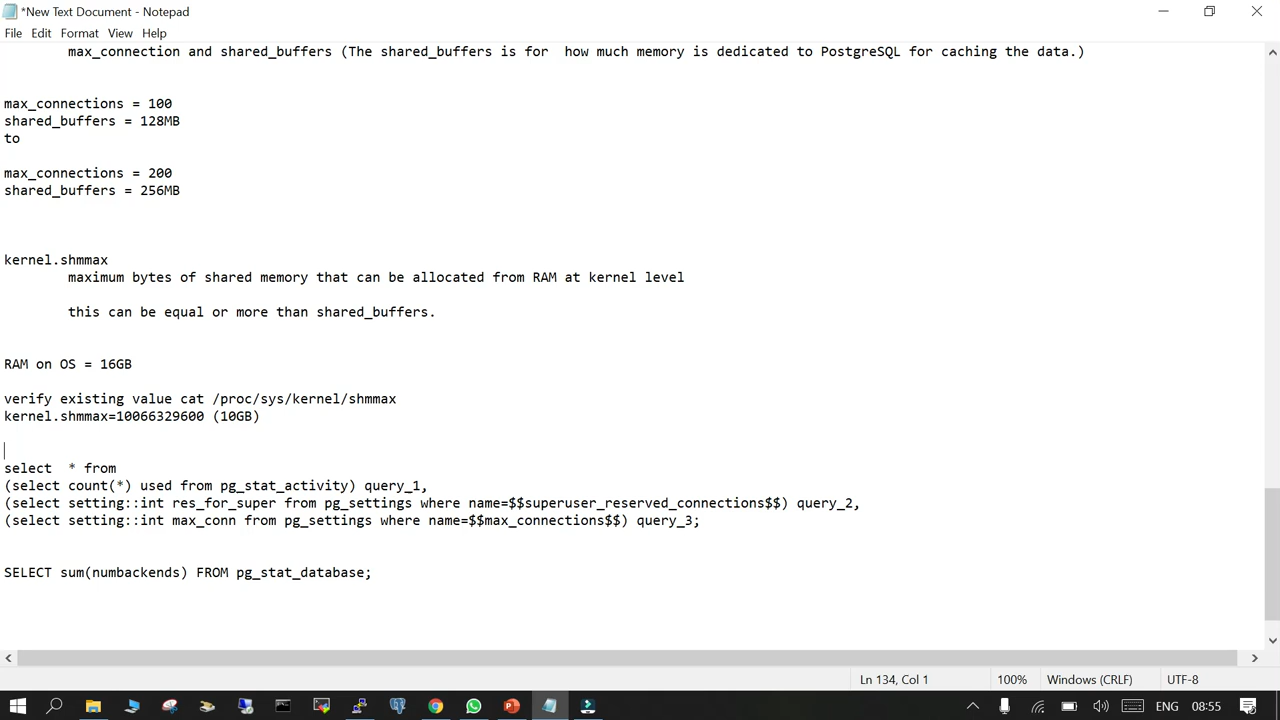 *New Text Document - Notepad
File Edit Format View Help
max_connection and shared_buffers (The shared_buffers is for  how much memory is dedicated to PostgreSQL for caching the data.)
max_connections = 100
shared_buffers = 128MB
to
max_connections = 200
shared_buffers = 256MB
kernel.shmmax
maximum bytes of shared memory that can be allocated from RAM at kernel level
this can be equal or more than shared_buffers.
RAM on OS = 16GB
verify existing value cat /proc/sys/kernel/shmmax
kernel.shmmax=10066329600 (10GB)
select  * from
(select count(*) used from pg_stat_activity) query_1,
(select setting::int res_for_super from pg_settings where name=$$superuser_reserved_connections$$) query_2,
(select setting::int max_conn from pg_settings where name=$$max_connections$$) query_3;
SELECT sum(numbackends) FROM pg_stat_database;
Ln 134, Col 1 100% Windows (CRLF) UTF-8
ENG 08:55